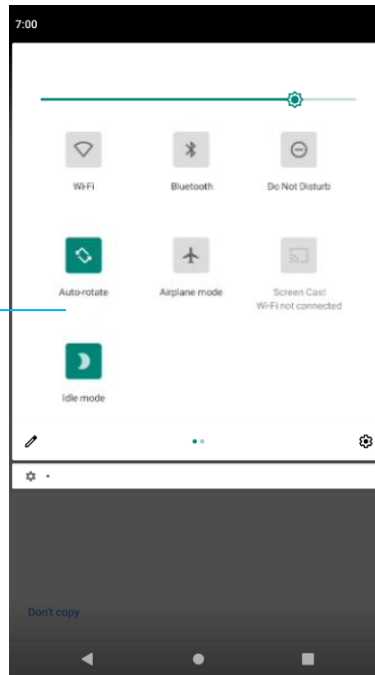 7:00
Wi-Fi
Bluetooth
Do Not Disturb
Auto-rotate
Airplane mode
Screen Cast
Wi-Fi not connected
Idle mode
Don't copy